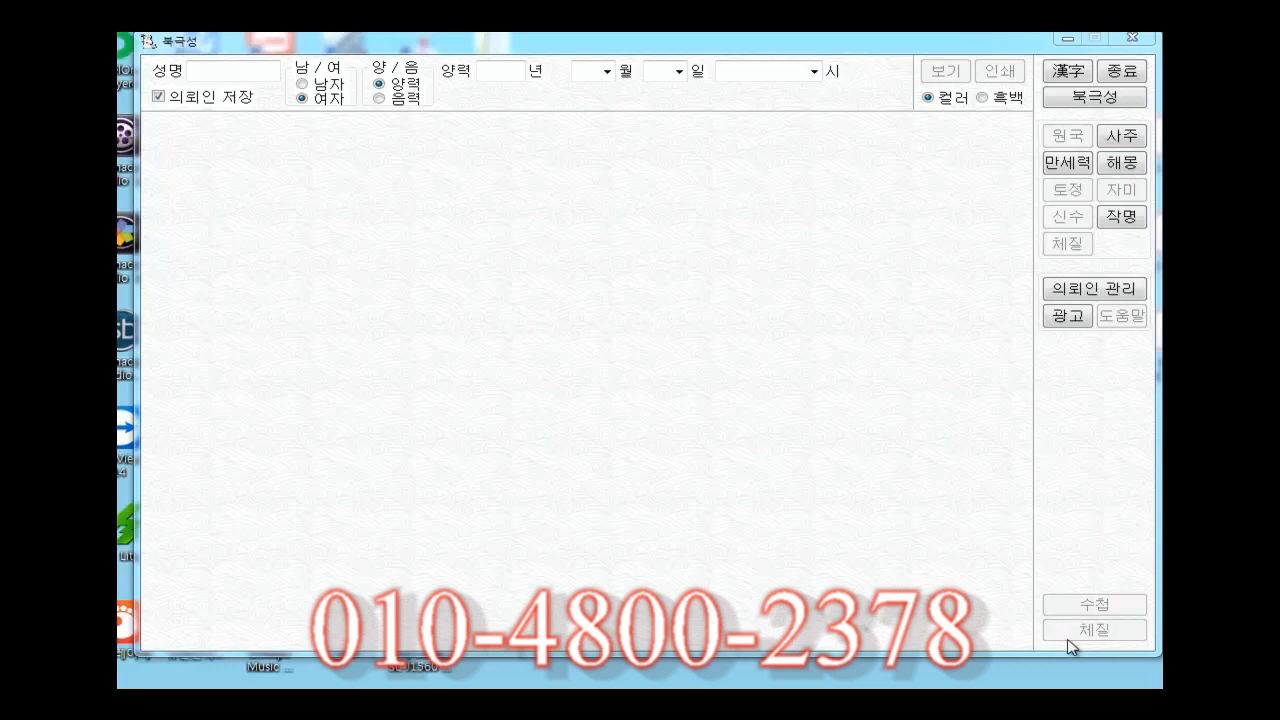 북극성
성명
남 / 여
남자
여자
양 / 음
양력
음력
양력 년 월 일 시
의뢰인 저장
보기 인쇄
컬러 흑백
漢字 종료
북극성
원국 사주
만세력 해몽
토정 자미
신수 작명
체질
의뢰인 관리
광고 도움말
수첩
체질
010-4800-2378
Music ...